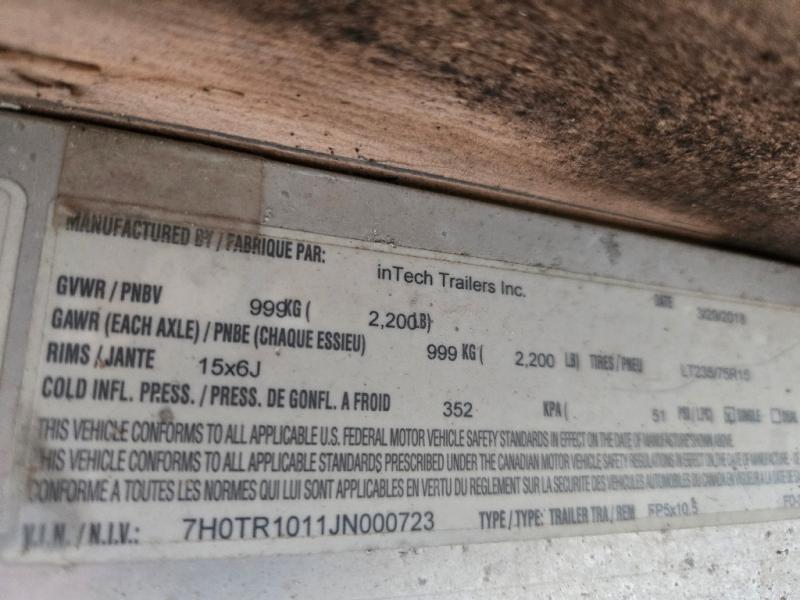 MANUFACTURED BY / FABRIQUE PAR: inTech Trailers Inc. DATE 3/29/2018
GVWR / PNBV 999KG ( 2,200LB)
GAWR (EACH AXLE) / PNBE (CHAQUE ESSIEU) 999 KG ( 2,200 LB) TIRES / PNEU LT235/75R15
RIMS / JANTE 15x6J
COLD INFL. PRESS. / PRESS. DE GONFL. A FROID 352 KPA ( 51 PSI / LPC) SINGLE DUAL
THIS VEHICLE CONFORMS TO ALL APPLICABLE U.S. FEDERAL MOTOR VEHICLE SAFETY STANDARDS IN EFFECT ON THE DATE OF MANUFACTURE SHOWN ABOVE.
THIS VEHICLE CONFORMS TO ALL APPLICABLE STANDARDS PRESCRIBED UNDER THE CANADIAN MOTOR VEHICLE SAFETY REGULATIONS IN EFFECT ON THE DATE OF MANUFACTURE -
CONFORME A TOUTES LES NORMES QUI LUI SONT APPLICABLES EN VERTU DU REGLEMENT SUR LA SECURITE DES VEHICULES AUTOMOBILES DU CANADA EN VIGUEUR A LA DATE DE
V.I.N. / N.I.V.: 7H0TR1011JN000723 TYPE / TYPE: TRAILER TRA / REM FP5x10.5